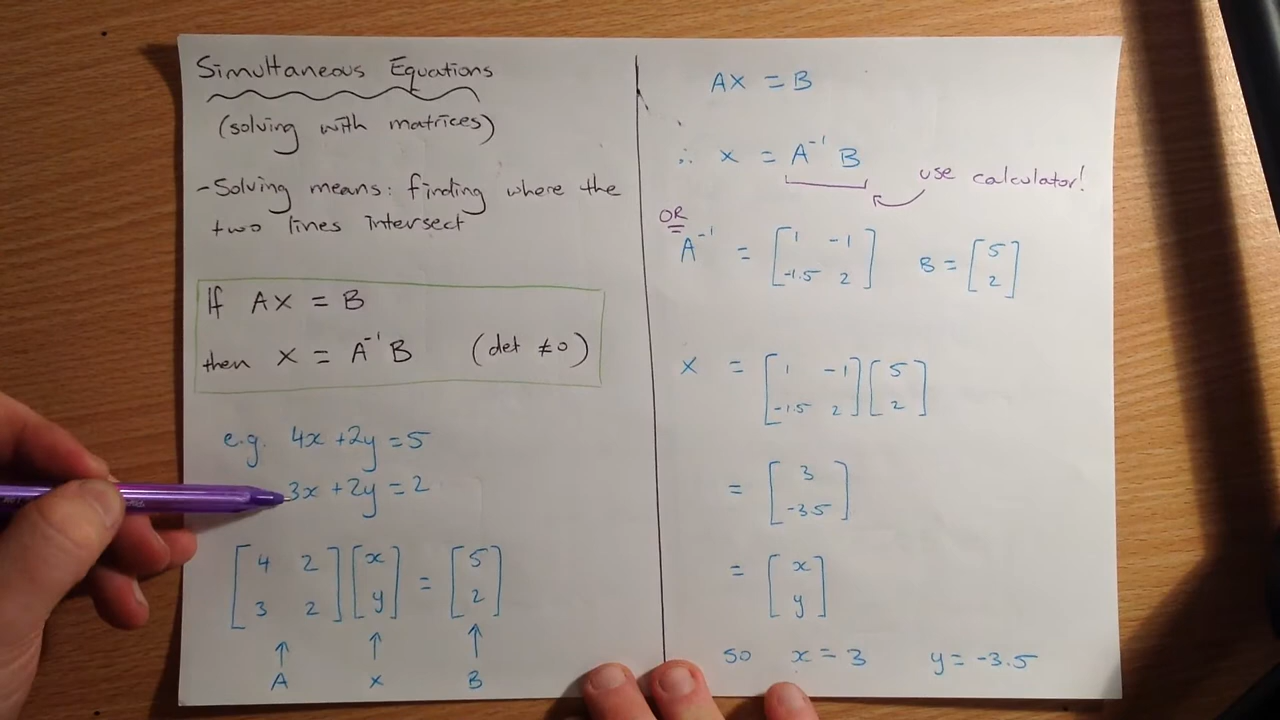 Simultaneous Equations
(solving with matrices)
-Solving means: finding where the
two lines intersect
If AX = B
then X = A⁻¹ B (det ≠0)
e.g. 4x +2y = 5
3x + 2y = 2
[4 2] [x] = [5]
[3 2] [y] [2]
↑ ↑ ↑
A X B
AX = B
∴ X = A⁻¹ B
use calculator!
OR
A⁻¹ = [1 -1] B = [5]
[-1.5 2] [2]
X = [1 -1] [5]
[-1.5 2] [2]
= [3]
[-3.5]
= [x]
[y]
so x = 3 y = -3.5